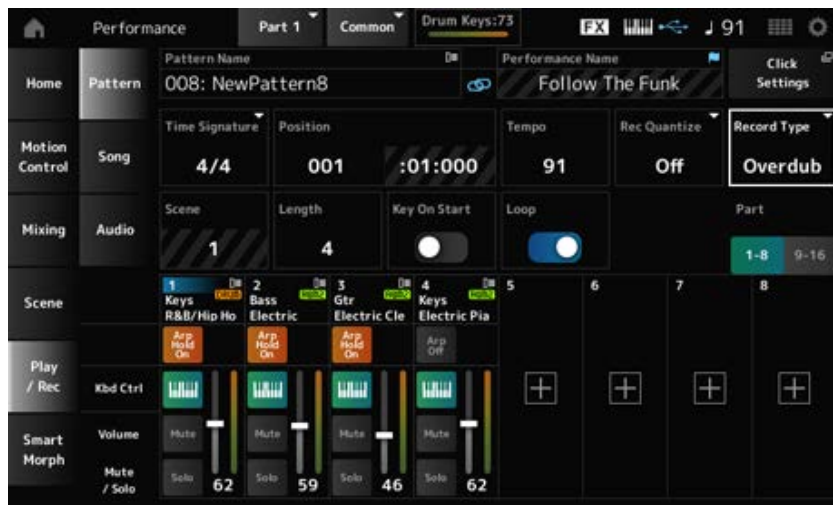 Performance
Part 1
Common
Drum Keys:73
FX
91
Home
Pattern
Pattern Name
008: NewPattern8
Performance Name
Follow The Funk
Click
Settings
Motion
Control
Song
Time Signature
4/4
Position
001
:01:000
Tempo
91
Rec Quantize
Off
Record Type
Overdub
Mixing
Audio
Scene
1
Length
4
Key On Start
Loop
Part
1-8
9-16
Scene
1
Keys
R&B/Hip Ho
2
Bass
Electric
3
Gtr
Electric Cle
4
Keys
Electric Pia
5
6
7
8
Arp
Hold
On
Arp
Hold
On
Arp
Hold
On
Arp
Off
Play
/ Rec
Kbd Ctrl
Smart
Morph
Volume
Mute
Mute
Mute
Mute
Mute
/ Solo
Solo
62
Solo
59
Solo
46
Solo
62